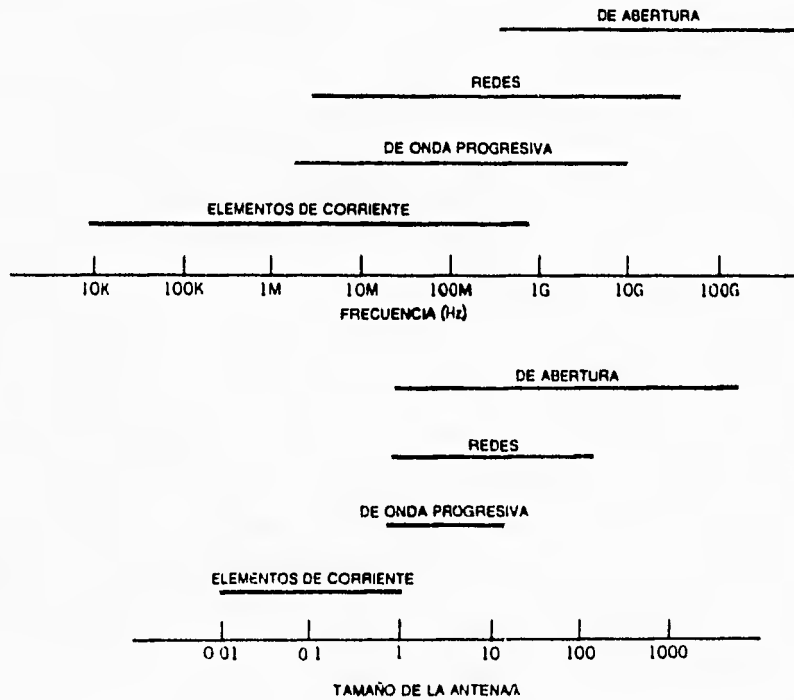 DE ABERTURA
REDES
DE ONDA PROGRESIVA
ELEMENTOS DE CORRIENTE
10K 100K 1M 10M 100M 1G 10G 100G
FRECUENCIA (Hz)
DE ABERTURA
REDES
DE ONDA PROGRESIVA
ELEMENTOS DE CORRIENTE
0 01 0 1 1 10 100 1000
TAMAÑO DE LA ANTENA/λ